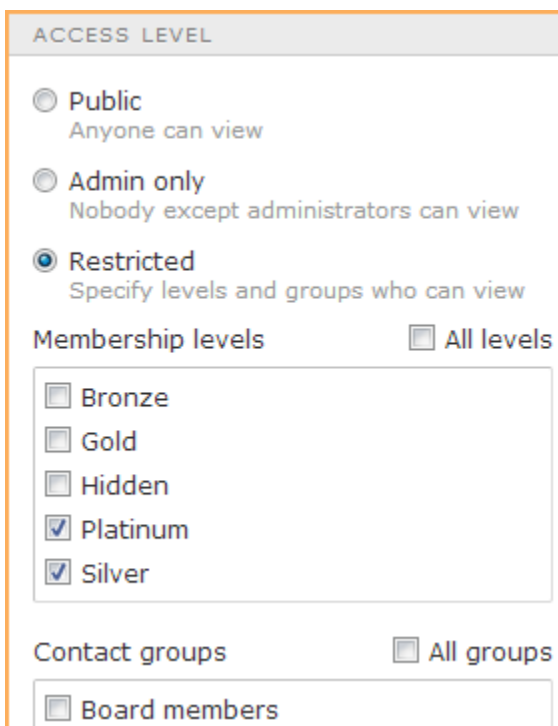 ACCESS LEVEL
Public
Anyone can view
Admin only
Nobody except administrators can view
Restricted
Specify levels and groups who can view
Membership levels All levels
Bronze
Gold
Hidden
Platinum
Silver
Contact groups All groups
Board members